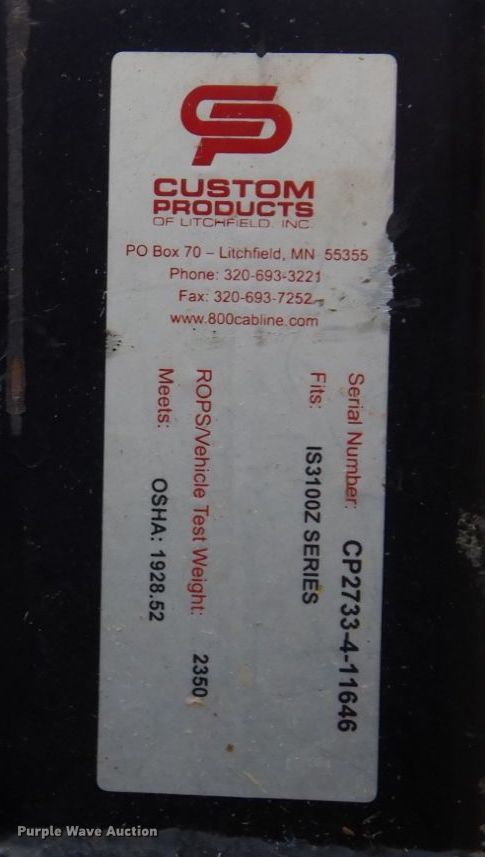 CP
CUSTOM
PRODUCTS
OF LITCHFIELD, INC.
PO Box 70 – Litchfield, MN 55355
Phone: 320-693-3221
Fax: 320-693-7252
www.800cabline.com
Serial Number: CP2733-4-11646
Fits: IS3100Z SERIES
ROPS/Vehicle Test Weight: 2350
Meets: OSHA: 1928.52
Purple Wave Auction